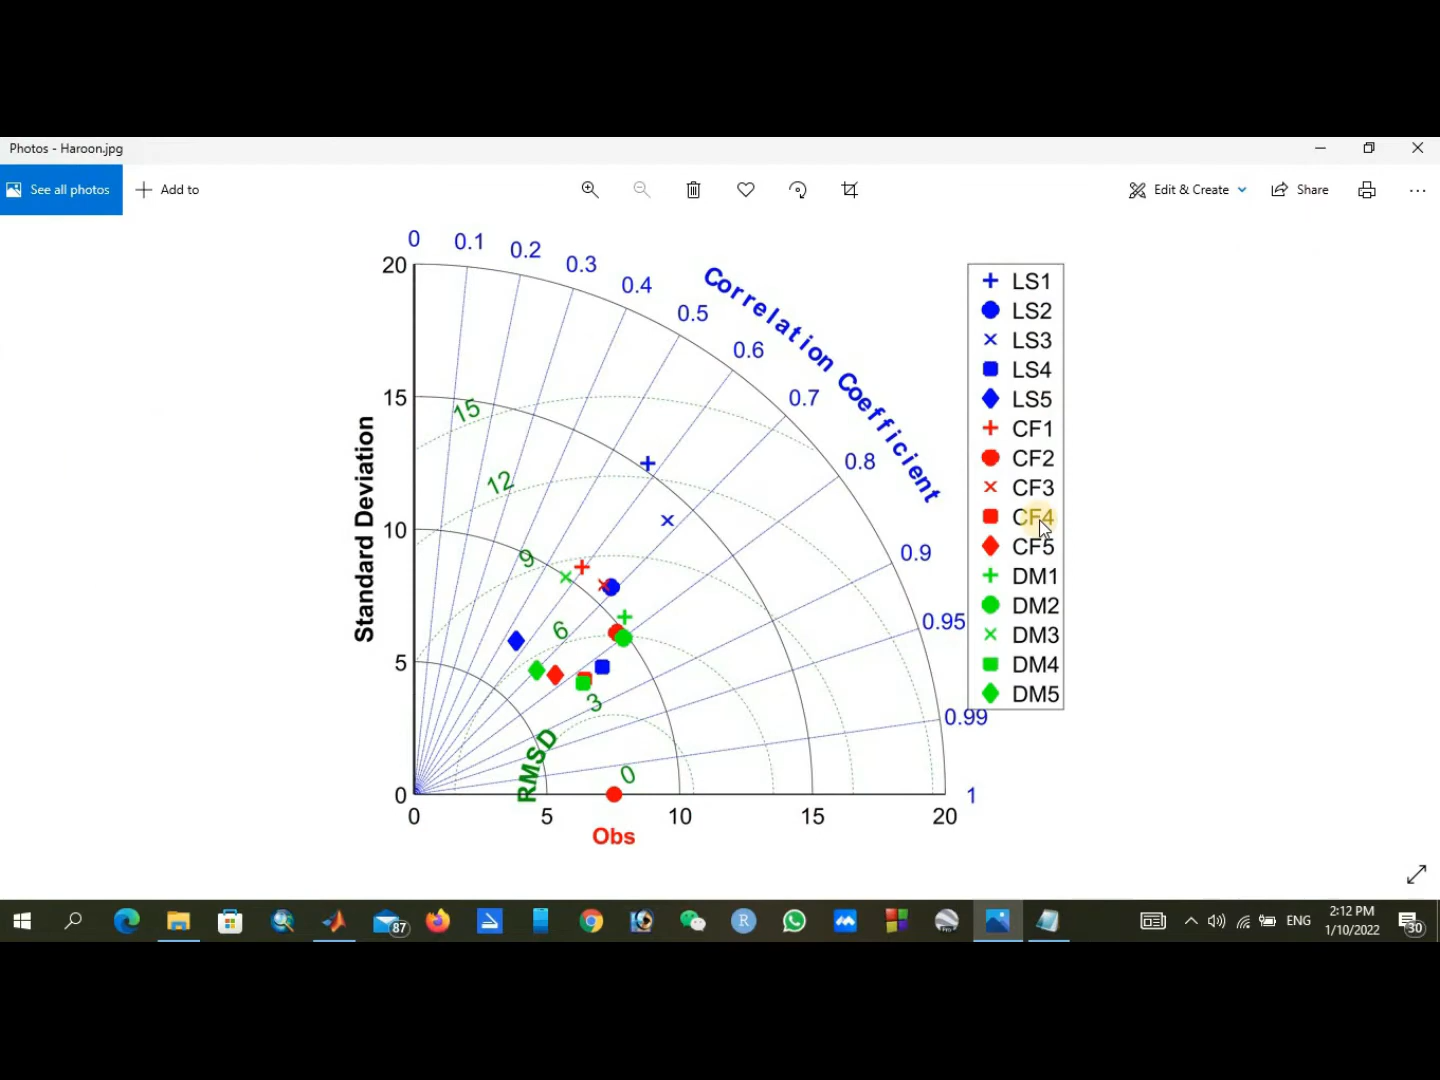 Photos - Haroon.jpg
See all photos
Add to
Edit & Create
Share
0 0.1 0.2 0.3 0.4 0.5 0.6 0.7 0.8 0.9 0.95 0.99 1
Correlation Coefficient
Standard Deviation
20
15
10
5
0
15
12
9
6
3
0
RMSD
0 5 10 15 20
Obs
LS1
LS2
LS3
LS4
LS5
CF1
CF2
CF3
CF4
CF5
DM1
DM2
DM3
DM4
DM5
87
R
Pro
ENG
2:12 PM
1/10/2022
30